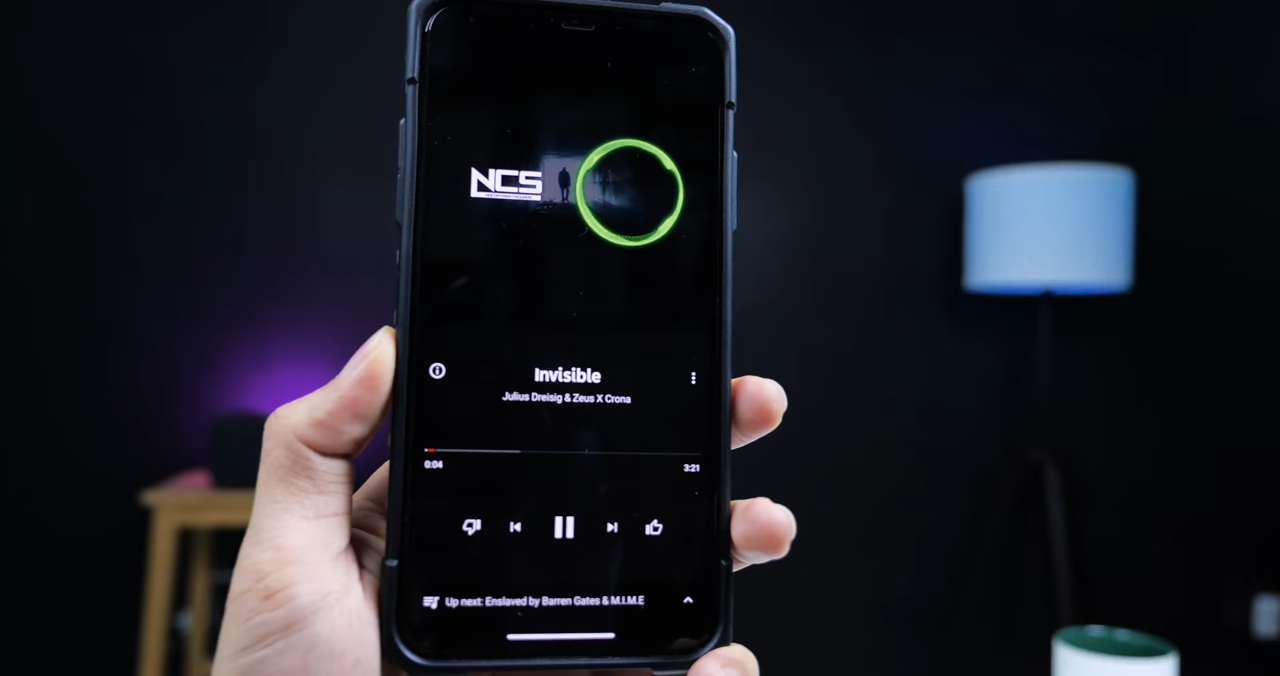 NCS
Invisible
Julius Dreisig & Zeus X Crona
0:04
3:21
Up next: Enslaved by Barren Gates & M.I.M.E